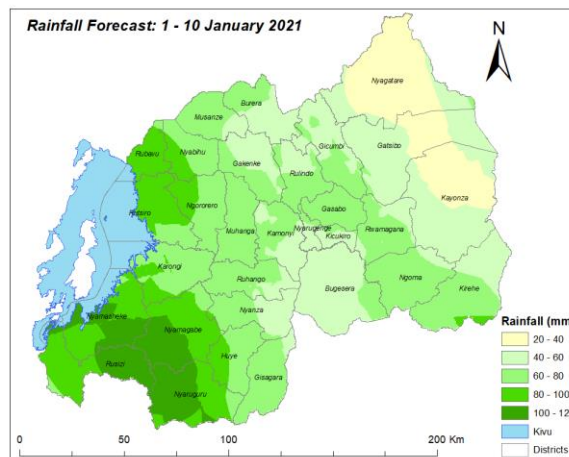 Rainfall Forecast: 1 - 10 January 2021
N
Nyagatare
Burera
Musanze
Gicumbi
Gatsibo
Rubavu
Nyabihu
Gakenke
Rulindo
Kayonza
Ngororero
Gasabo
Rutsiro
Muhanga
Kamonyi
Nyarugenge
Kicukiro
Rwamagana
Karongi
Ruhango
Bugesera
Ngoma
Kirehe
Nyanza
Nyamasheke
Nyamagabe
Huye
Gisagara
Rusizi
Nyaruguru
Rainfall (mm
20 - 40
40 - 60
60 - 80
80 - 100
100 - 12
Kivu
Districts
0 50 100 200 Km